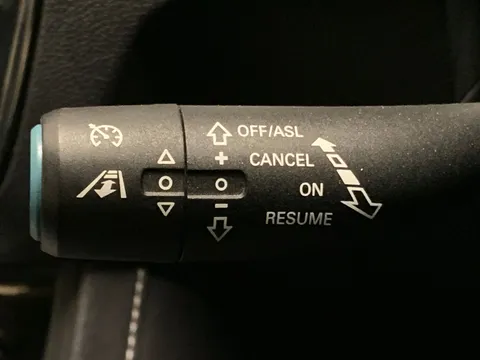 OFF/ASL
+ CANCEL
ON
− RESUME